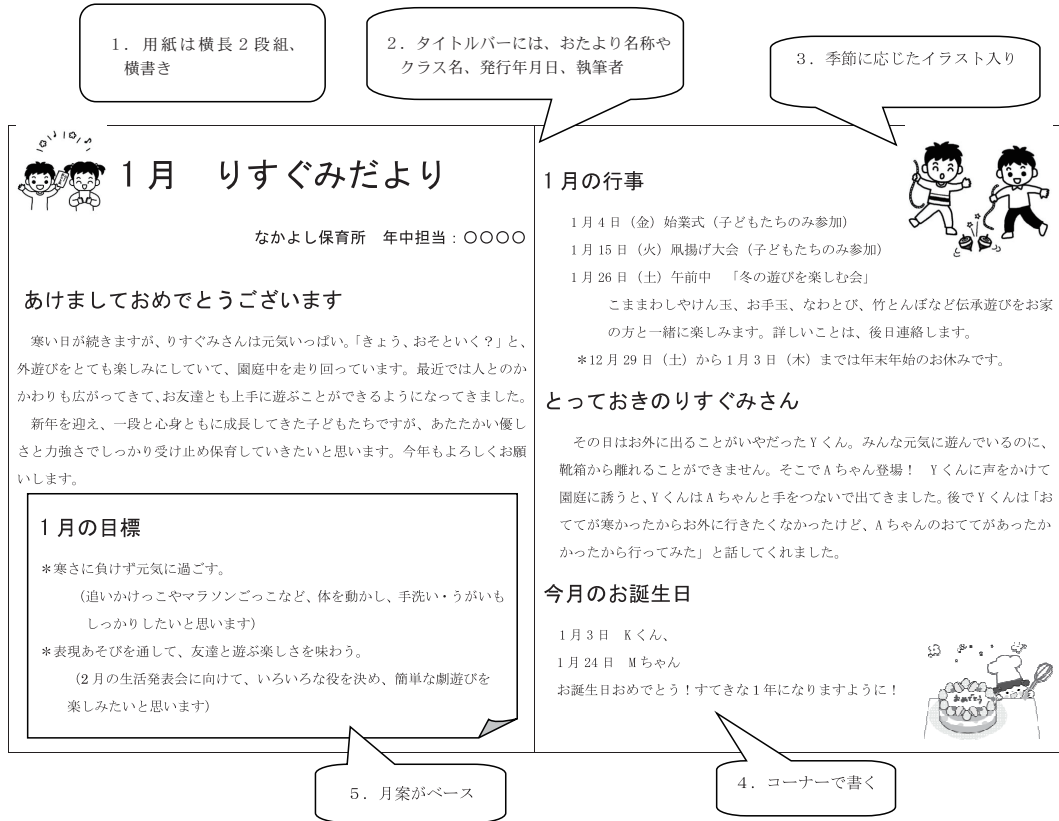 1．用紙は横長2段組、
横書き
2．タイトルバーには、おたより名称や
クラス名、発行年月日、執筆者
3．季節に応じたイラスト入り
1月　りすぐみだより
なかよし保育所　年中担当：〇〇〇〇
あけましておめでとうございます
寒い日が続きますが、りすぐみさんは元気いっぱい。「きょう、おそといく？」と、
外遊びをとても楽しみにしていて、園庭中を走り回っています。最近では人とのか
かわりも広がってきて、お友達とも上手に遊ぶことができるようになってきました。
新年を迎え、一段と心身ともに成長してきた子どもたちですが、あたたかい優し
さと力強さでしっかり受け止め保育していきたいと思います。今年もよろしくお願
いします。
1月の目標
＊寒さに負けず元気に過ごす。
（追いかけっこやマラソンごっこなど、体を動かし、手洗い・うがいも
しっかりしたいと思います）
＊表現あそびを通して、友達と遊ぶ楽しさを味わう。
（2月の生活発表会に向けて、いろいろな役を決め、簡単な劇遊びを
楽しみたいと思います）
1月の行事
1月4日（金）始業式（子どもたちのみ参加）
1月15日（火）凧揚げ大会（子どもたちのみ参加）
1月26日（土）午前中　「冬の遊びを楽しむ会」
こままわしやけん玉、お手玉、なわとび、竹とんぼなど伝承遊びをお家
の方と一緒に楽しみます。詳しいことは、後日連絡します。
＊12月29日（土）から1月3日（木）までは年末年始のお休みです。
とっておきのりすぐみさん
その日はお外に出ることがいやだったYくん。みんな元気に遊んでいるのに、
靴箱から離れることができません。そこでAちゃん登場！　Yくんに声をかけて
園庭に誘うと、YくんはAちゃんと手をつないで出てきました。後でYくんは「お
ててが寒かったからお外に行きたくなかったけど、Aちゃんのおててがあったか
かったから行ってみた」と話してくれました。
今月のお誕生日
1月3日　Kくん、
1月24日　Mちゃん
お誕生日おめでとう！すてきな1年になりますように！
おめでとう
5．月案がベース
4．コーナーで書く